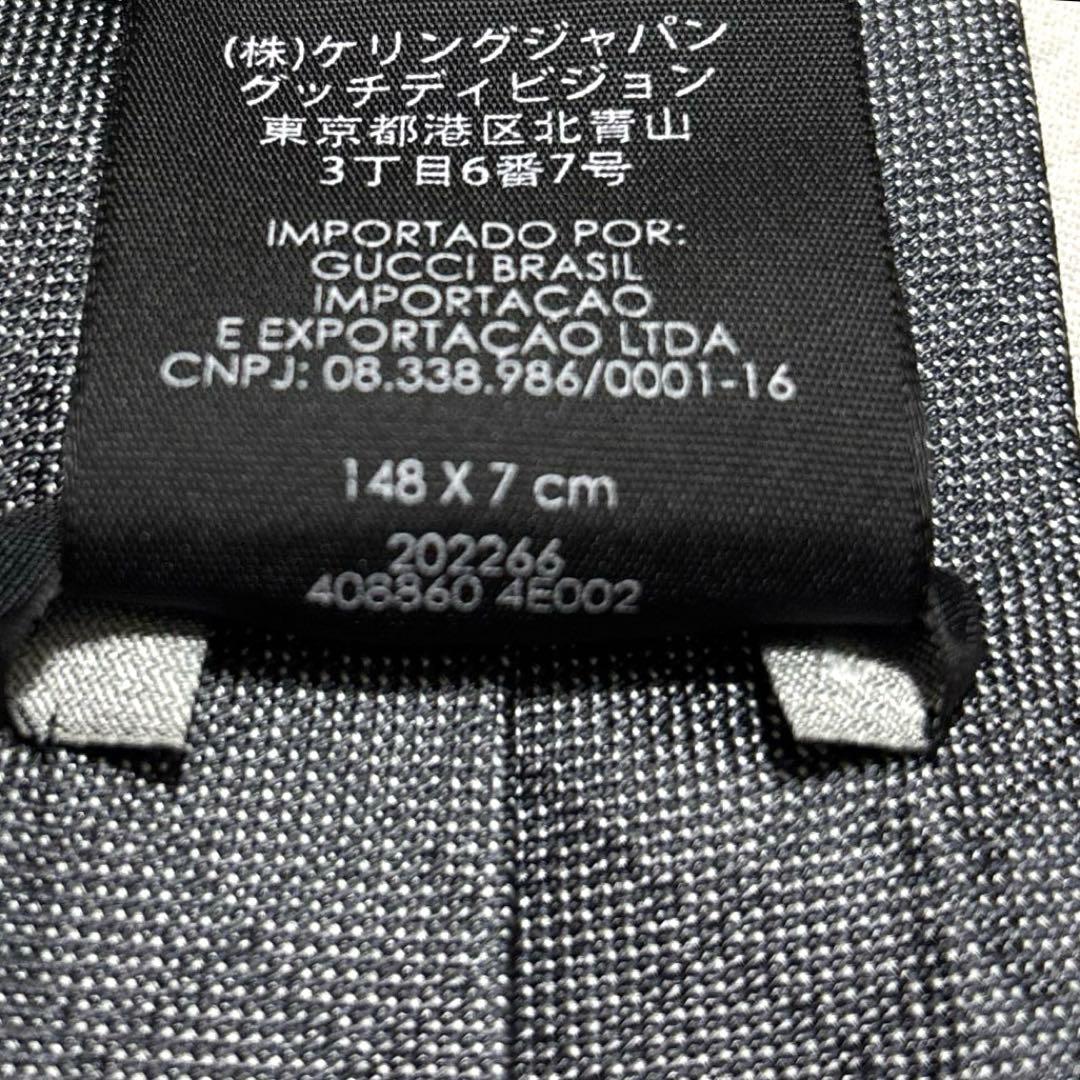 (株)ケリングジャパン
グッチディビジョン
東京都港区北青山
3丁目6番7号
IMPORTADO POR:
GUCCI BRASIL
IMPORTAÇAO
E EXPORTAÇAO LTDA
CNPJ: 08.338.986/0001-16
148 X 7 cm
202266
408860 4E002